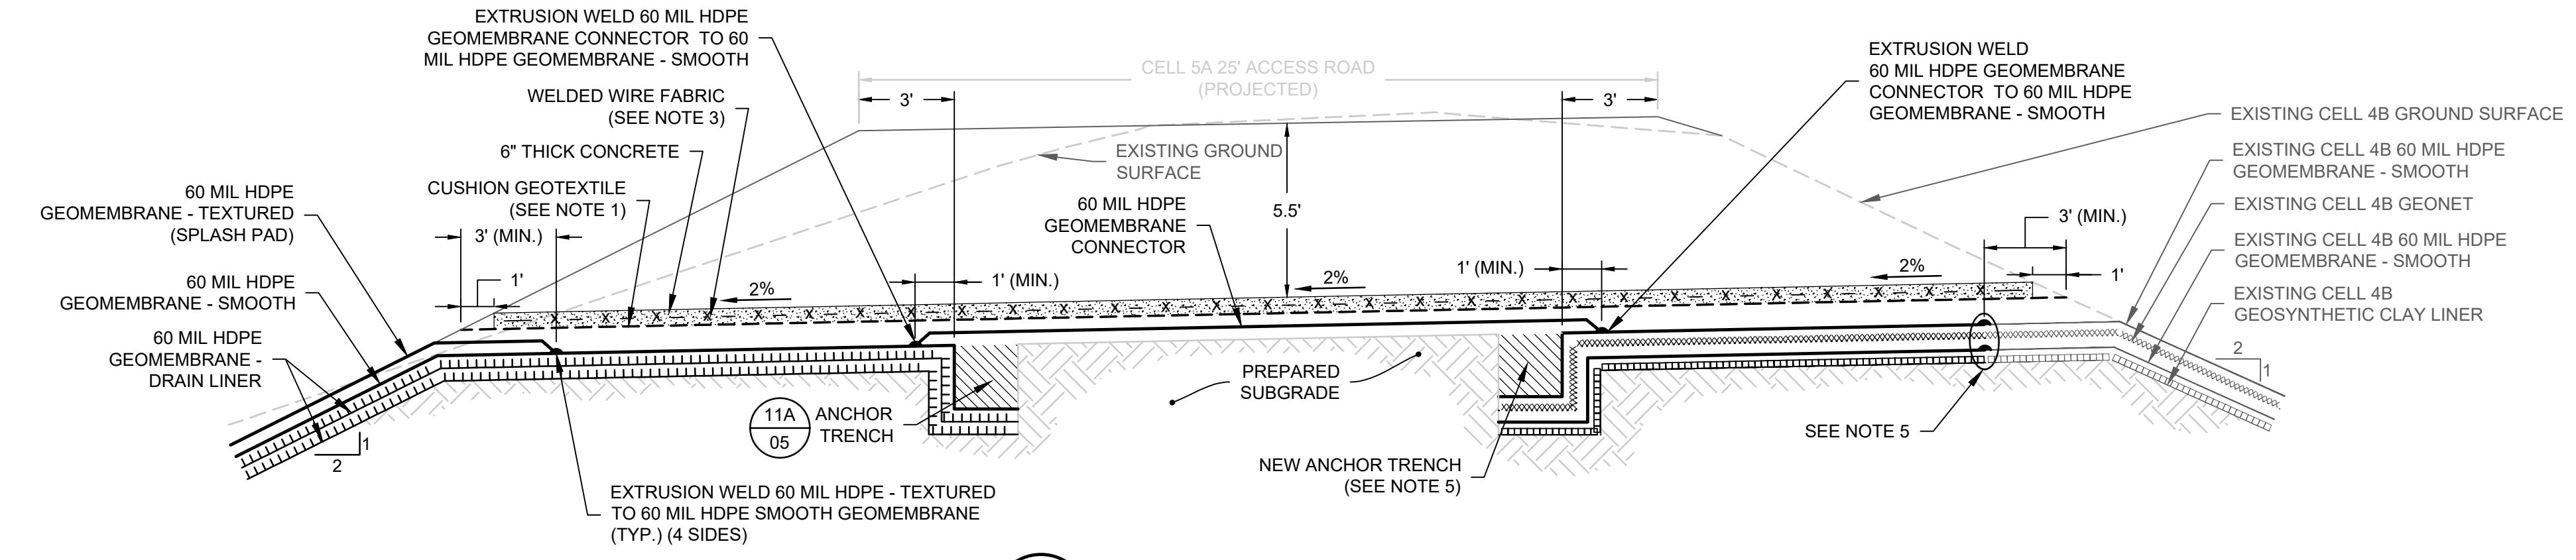 EXTRUSION WELD 60 MIL HDPE
GEOMEMBRANE CONNECTOR TO 60
MIL HDPE GEOMEMBRANE - SMOOTH
WELDED WIRE FABRIC
(SEE NOTE 3)
6" THICK CONCRETE
CUSHION GEOTEXTILE
(SEE NOTE 1)
60 MIL HDPE
GEOMEMBRANE - TEXTURED
(SPLASH PAD)
60 MIL HDPE
GEOMEMBRANE - SMOOTH
60 MIL HDPE
GEOMEMBRANE -
DRAIN LINER
3' (MIN.)
1'
2%
2
1
CELL 5A 25' ACCESS ROAD
(PROJECTED)
3'
3'
EXISTING GROUND
SURFACE
5.5'
60 MIL HDPE
GEOMEMBRANE
CONNECTOR
1' (MIN.)
2%
1' (MIN.)
11A
05
ANCHOR
TRENCH
EXTRUSION WELD 60 MIL HDPE - TEXTURED
TO 60 MIL HDPE SMOOTH GEOMEMBRANE
(TYP.) (4 SIDES)
PREPARED
SUBGRADE
NEW ANCHOR TRENCH
(SEE NOTE 5)
EXTRUSION WELD
60 MIL HDPE GEOMEMBRANE
CONNECTOR TO 60 MIL HDPE
GEOMEMBRANE - SMOOTH
EXISTING CELL 4B GROUND SURFACE
EXISTING CELL 4B 60 MIL HDPE
GEOMEMBRANE - SMOOTH
EXISTING CELL 4B GEONET
EXISTING CELL 4B 60 MIL HDPE
GEOMEMBRANE - SMOOTH
EXISTING CELL 4B
GEOSYNTHETIC CLAY LINER
3' (MIN.)
1'
2%
2
1
SEE NOTE 5